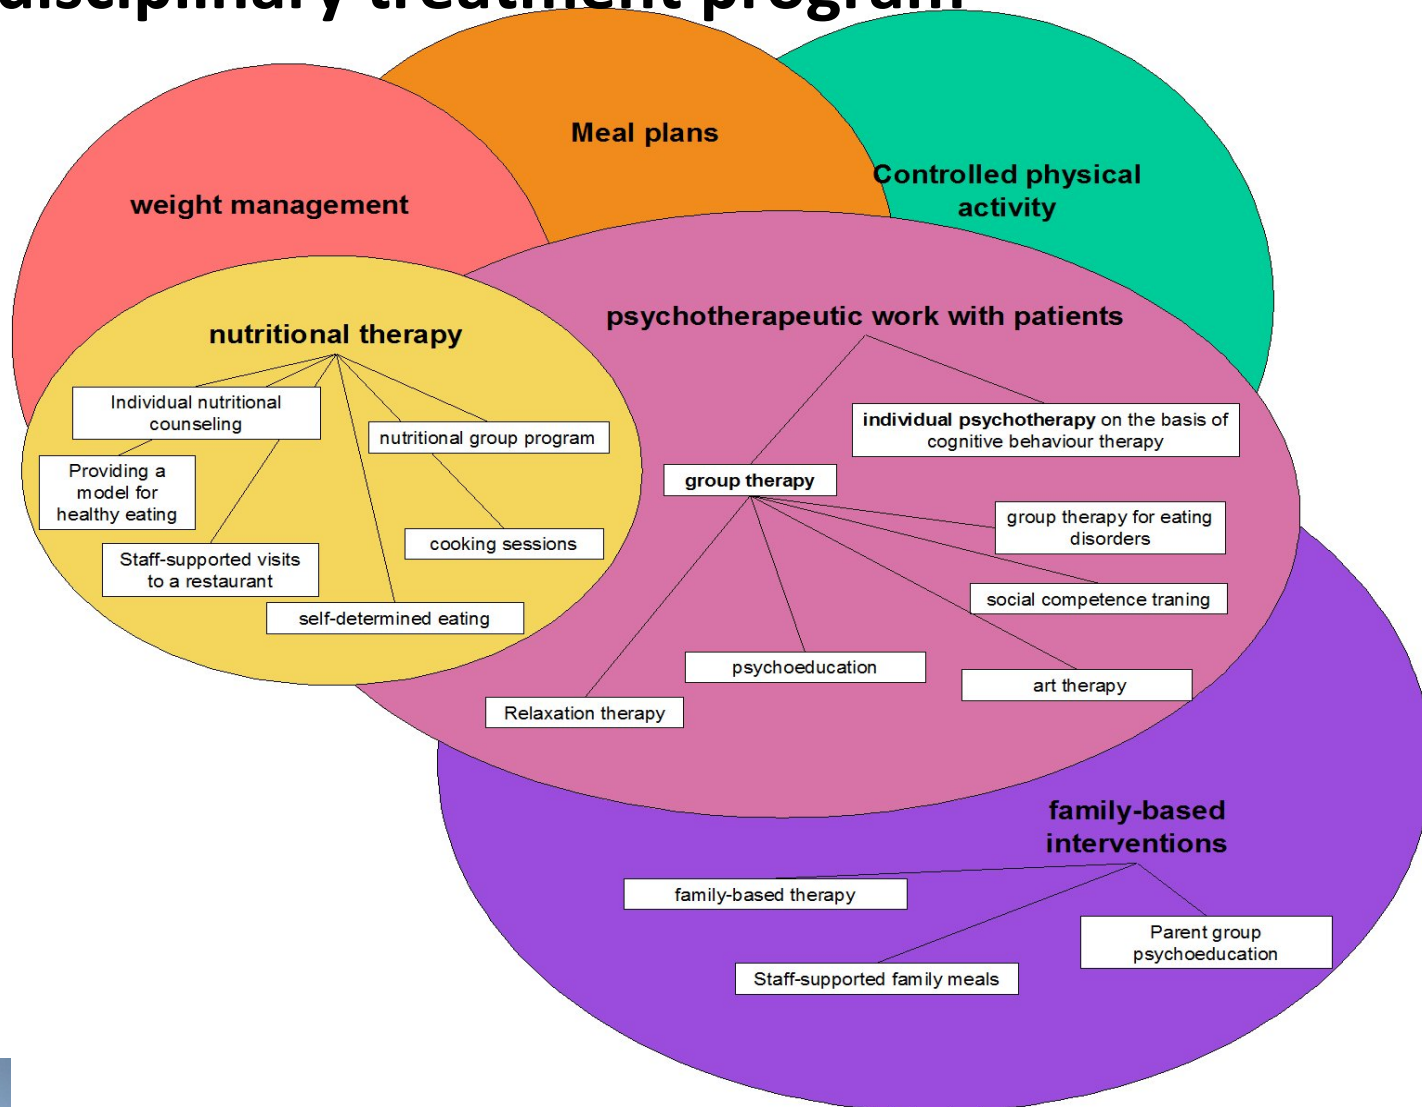 disciplinary treatment program
Meal plans
Controlled physical
activity
weight management
psychotherapeutic work with patients
nutritional therapy
Individual nutritional
counseling
nutritional group program
Providing a
model for
healthy eating
cooking sessions
Staff-supported visits
to a restaurant
self-determined eating
individual psychotherapy on the basis of
cognitive behaviour therapy
group therapy
group therapy for eating
disorders
social competence traning
psychoeducation
art therapy
Relaxation therapy
family-based
interventions
family-based therapy
Parent group
psychoeducation
Staff-supported family meals